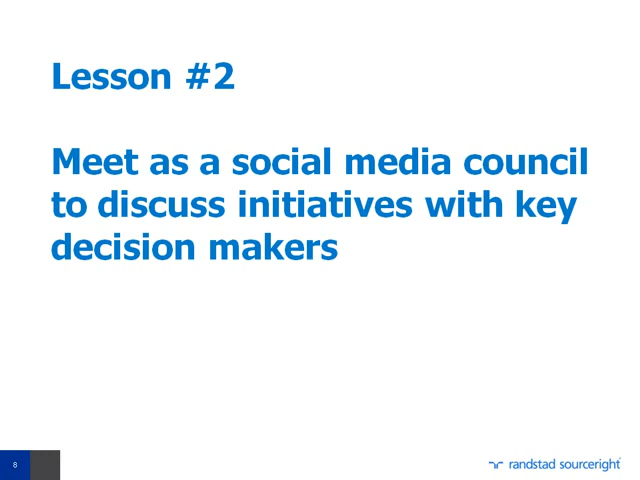 Lesson #2
Meet as a social media council
to discuss initiatives with key
decision makers
8
randstad sourceright